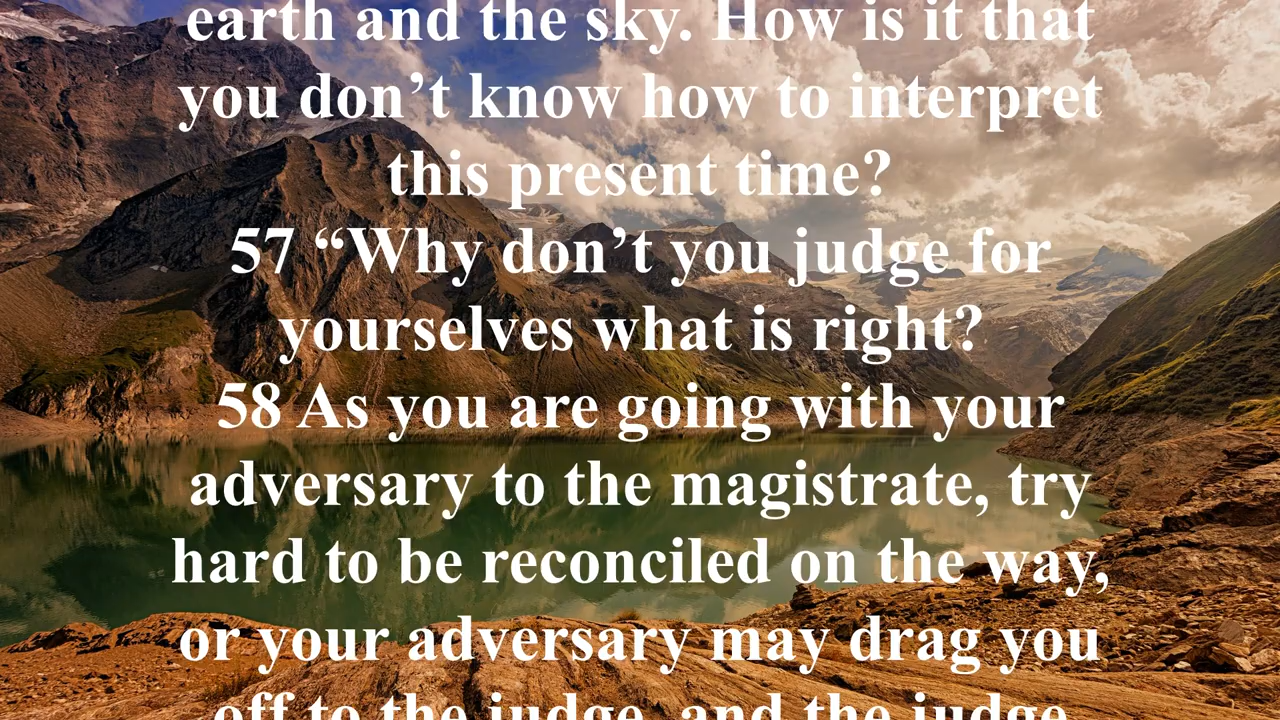 earth and the sky. How is it that
you don’t know how to interpret
this present time?
57 “Why don’t you judge for
yourselves what is right?
58 As you are going with your
adversary to the magistrate, try
hard to be reconciled on the way,
or your adversary may drag you
off to the judge, and the judge